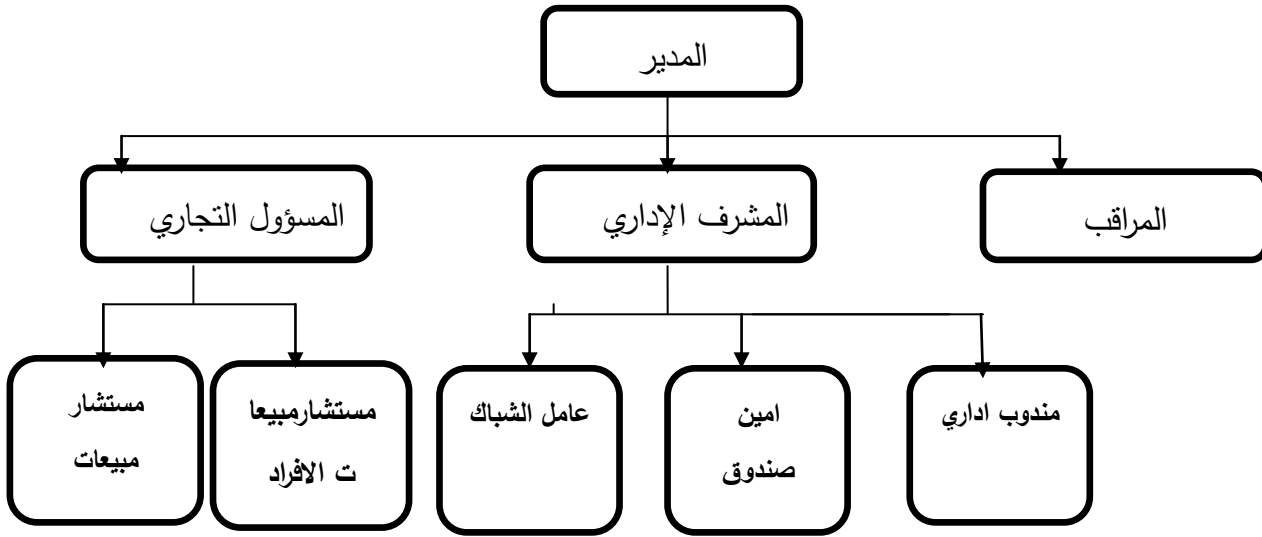 المدير
المراقب
المشرف الإداري
المسؤول التجاري
مندوب اداري
امين
صندوق
عامل الشباك
مستشارمبيعا
ت الافراد
مستشار
مبيعات